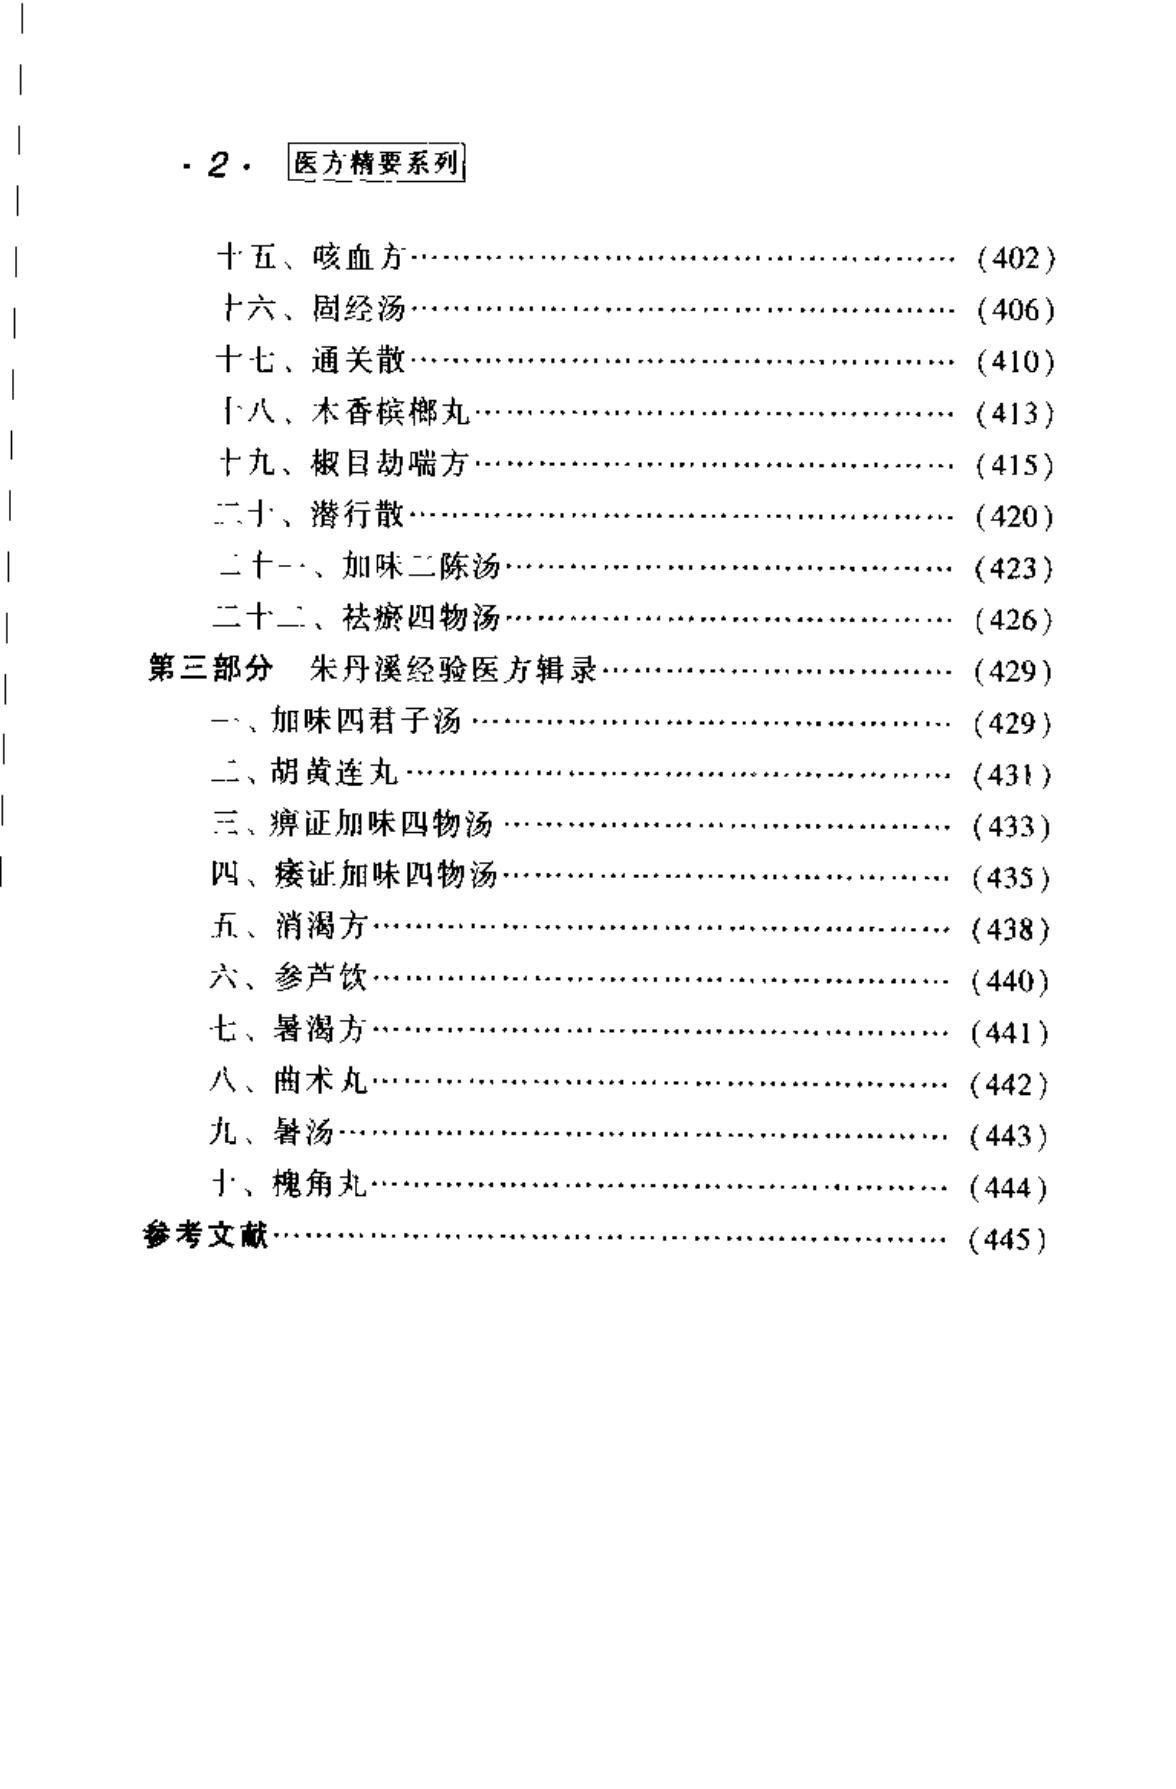 ·2· 医方精要系列
十五、咳血方……(402)
十六、固经汤……(406)
十七、通关散……(410)
十八、木香槟榔丸……(413)
十九、椒目劫喘方……(415)
二十、潜行散……(420)
二十一、加味二陈汤……(423)
二十二、祛瘀四物汤……(426)
第三部分 朱丹溪经验医方辑录……(429)
一、加味四君子汤……(429)
二、胡黄连丸……(431)
三、痹证加味四物汤……(433)
四、痿证加味四物汤……(435)
五、消渴方……(438)
六、参芦饮……(440)
七、暑渴方……(441)
八、曲术丸……(442)
九、暑汤……(443)
十、槐角丸……(444)
参考文献……(445)